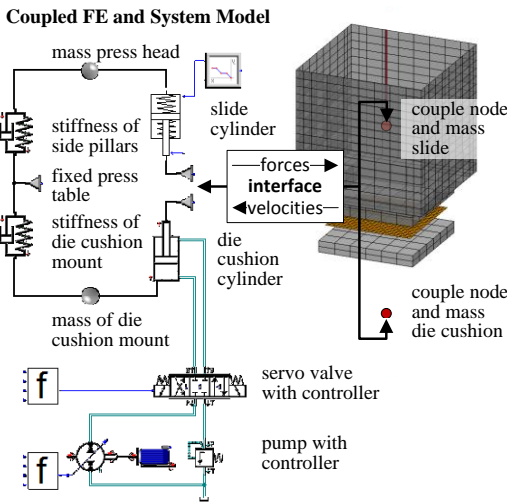 Coupled FE and System Model
mass press head
slide
cylinder
stiffness of
side pillars
fixed press
table
stiffness of
die cushion
mount
forces
interface
velocities
couple node
and mass
slide
die
cushion
cylinder
mass of die
cushion mount
couple node
and mass
die cushion
f
servo valve
with controller
f
pump with
controller